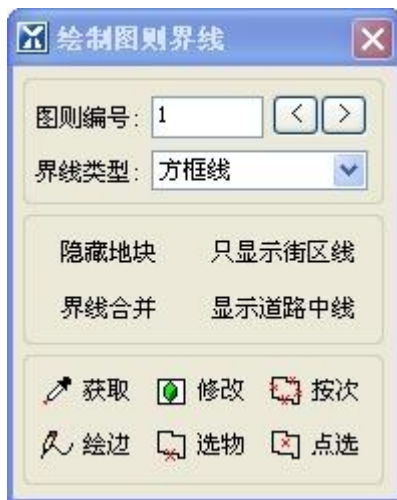 绘制图则界线
图则编号: 1 < >
界线类型: 方框线
隐藏地块 只显示街区线
界线合并 显示道路中线
获取 修改 按次
绘边 选物 点选